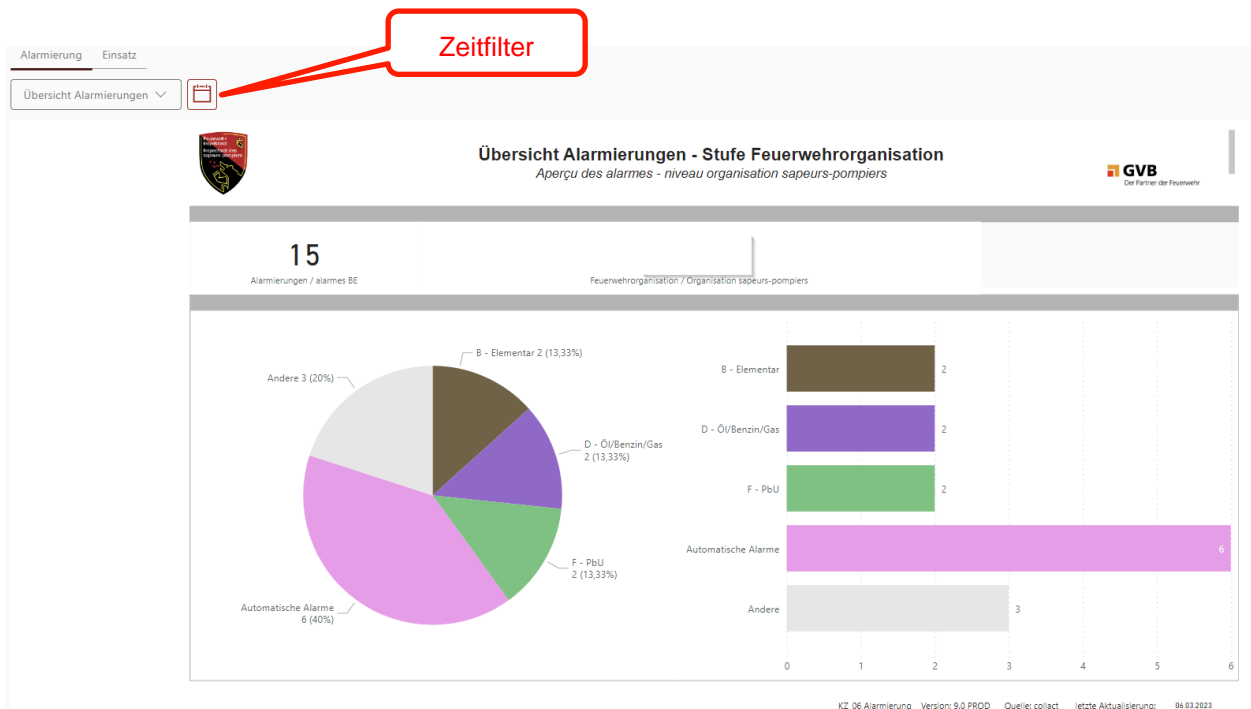 Zeitfilter
Alarmierung Einsatz
Übersicht Alarmierungen
Übersicht Alarmierungen - Stufe Feuerwehrorganisation
Aperçu des alarmes - niveau organisation sapeurs-pompiers
GVB
Der Partner der Feuerwehr
15
Alarmierungen / alarmes BE
Feuerwehrorganisation / Organisation sapeurs-pompiers
B - Elementar 2 (13,33%)
Andere 3 (20%)
D - Öl/Benzin/Gas
2 (13,33%)
F - PbU
2 (13,33%)
Automatische Alarme
6 (40%)
B - Elementar 2
D - Öl/Benzin/Gas 2
F - PbU 2
Automatische Alarme 6
Andere 3
0 1 2 3 4 5 6
KZ_06 Alarmierung Version: 9.0 PROD Quelle: collact letzte Aktualisierung: 06.03.2023